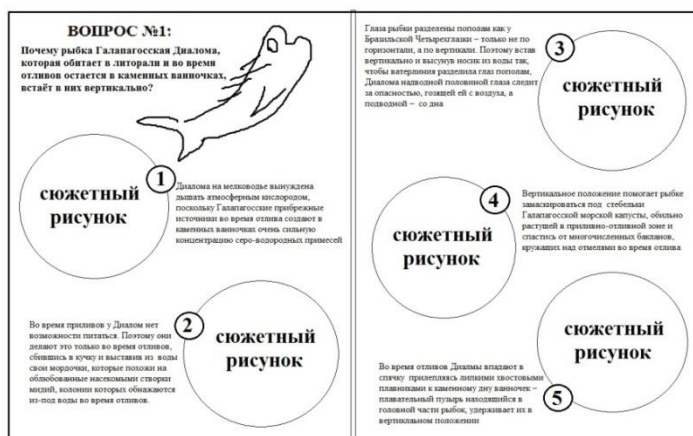 ВОПРОС №1:
Почему рыбка Галапагосская Диалома,
которая обитает в литорали и во время
отливов остается в каменных ванночках,
встаёт в них вертикально?
сюжетный
рисунок
1
Диалома на мелководье вынуждена
дышать атмосферным кислородом,
поскольку Галапагосские прибрежные
источники во время отлива создают в
каменных ванночках очень сильную
концентрацию серо-водородных примесей
Во время приливов у Диалом нет
возможности питаться. Поэтому они
делают это только во время отливов,
сбившись в кучку и выставив из воды
свои мордочки, которые похожи на
облюбованные насекомыми створки
мидий, колонии которых обнажаются
из-под воды во время отливов.
2
сюжетный
рисунок
Глаза рыбки разделены пополам как у
Бразильской Четырехглазки – только не по
горизонтали, а по вертикали. Поэтому встав
вертикально и высунув носик из воды так,
чтобы ватерлиния разделила глаз пополам,
Диалома надводной половиной глаза следит
за опасностью, гозящей ей с воздуха, а
подводной – со дна
3
сюжетный
рисунок
сюжетный
рисунок
4
Вертикальное положение помогает рыбке
замаскироваться под стебельки
Галапагосской морской капусты, обильно
растущей в приливно-отливной зоне и
спастись от многочисленных бакланов,
кружащих над отмелями во время отлива
Во время отливов Диалмы впадают в
спячку прилепляясь липкими хвостовыми
плавниками к каменному дну ванночек –
плавательный пузырь находящийся в
головной части рыбок, удерживает их в
вертиклаьном положении
5
сюжетный
рисунок